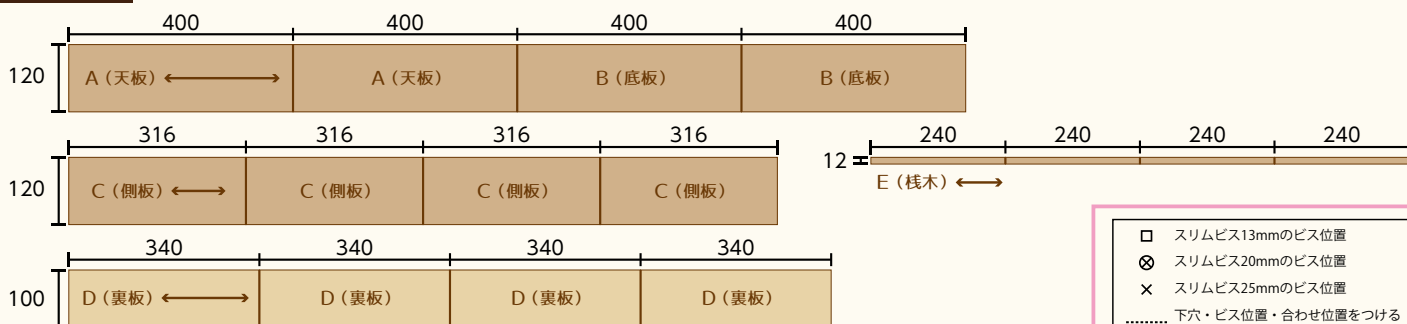 400 400 400 400
120
A（天板） A（天板） B（底板） B（底板）
316 316 316 316
120
C（側板） C（側板） C（側板） C（側板）
240 240 240 240
12
E（桟木）
340 340 340 340
100
D（裏板） D（裏板） D（裏板） D（裏板）
スリムビス13mmのビス位置
スリムビス20mmのビス位置
スリムビス25mmのビス位置
下穴・ビス位置・合わせ位置をつける